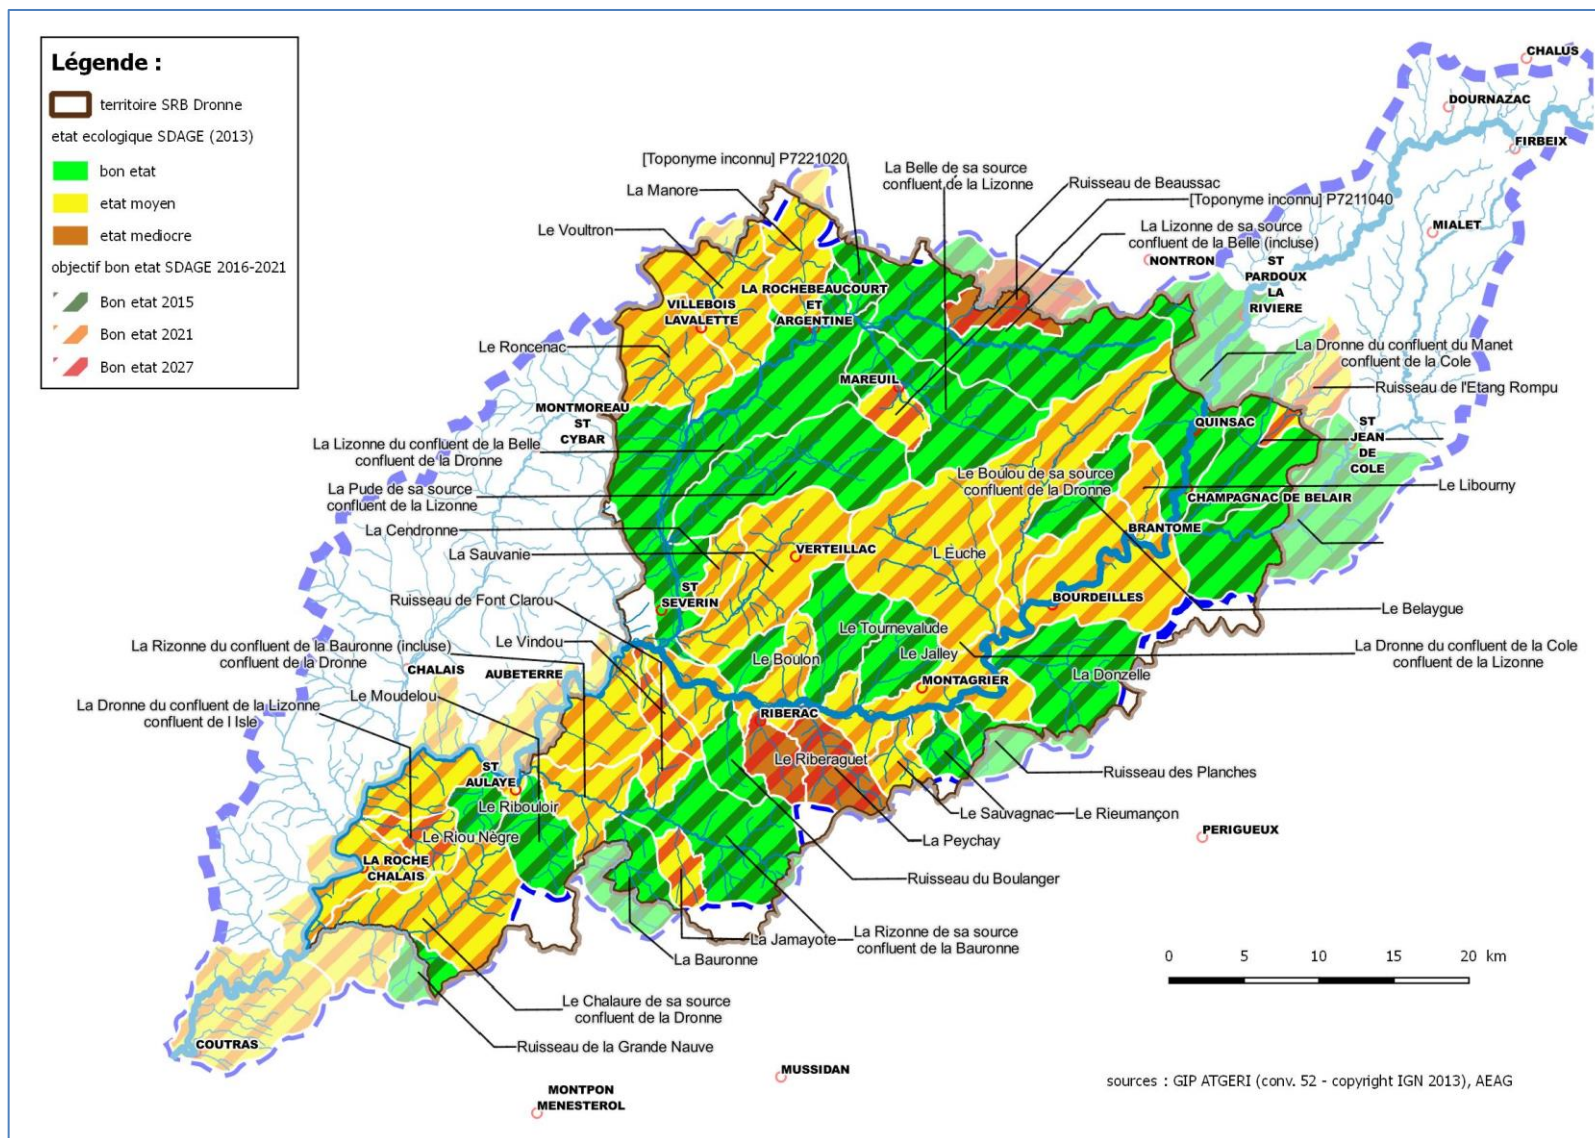 Légende :
territoire SRB Dronne
etat ecologique SDAGE (2013)
bon etat
etat moyen
etat mediocre
objectif bon etat SDAGE 2016-2021
Bon etat 2015
Bon etat 2021
Bon etat 2027
CHALUS
DOURNAZAC
FIRBEIX
[Toponyme inconnu] P7221020
La Belle de sa source
confluent de la Lizonne
Ruisseau de Beaussac
La Manore
[Toponyme inconnu] P7211040
Le Voultron
La Lizonne de sa source
confluent de la Belle (incluse)
MIALET
NONTRON
ST
PARDOUX
LA
RIVIERE
LA ROCHEBEAUCOURT
ET
ARGENTINE
VILLEBOIS
LAVALETTE
Le Roncenac
La Dronne du confluent du Manet
confluent de la Cole
MAREUIL
Ruisseau de l'Etang Rompu
MONTMOREAU
ST
CYBAR
QUINSAC
ST
JEAN
DE
COLE
La Lizonne du confluent de la Belle
confluent de la Dronne
Le Boulou de sa source
confluent de la Dronne
La Pude de sa source
confluent de la Lizonne
Le Libourny
CHAMPAGNAC DE BELAIR
La Cendronne
BRANTOME
La Sauvanie
VERTEILLAC
L Euche
Ruisseau de Font Clarou
ST
SEVERIN
BOURDEILLES
Le Belaygue
Le Tournevalude
La Rizonne du confluent de la Bauronne (incluse)
confluent de la Dronne
Le Vindou
Le Boulon
Le Jalley
La Dronne du confluent de la Cole
confluent de la Lizonne
CHALAIS
AUBETERRE
MONTAGRIER
La Donzelle
Le Moudelou
La Dronne du confluent de la Lizonne
confluent de l Isle
RIBERAC
ST
AULAYE
Le Riberaguet
Ruisseau des Planches
Le Ribouloir
Le Sauvagnac
Le Rieumançon
Le Riou Nègre
La Peychay
PERIGUEUX
LA ROCHE
CHALAIS
Ruisseau du Boulanger
La Jamayote
La Rizonne de sa source
confluent de la Bauronne
La Bauronne
0 5 10 15 20 km
Le Chalaure de sa source
confluent de la Dronne
COUTRAS
Ruisseau de la Grande Nauve
MUSSIDAN
MONTPON
MENESTEROL
sources : GIP ATGERI (conv. 52 - copyright IGN 2013), AEAG